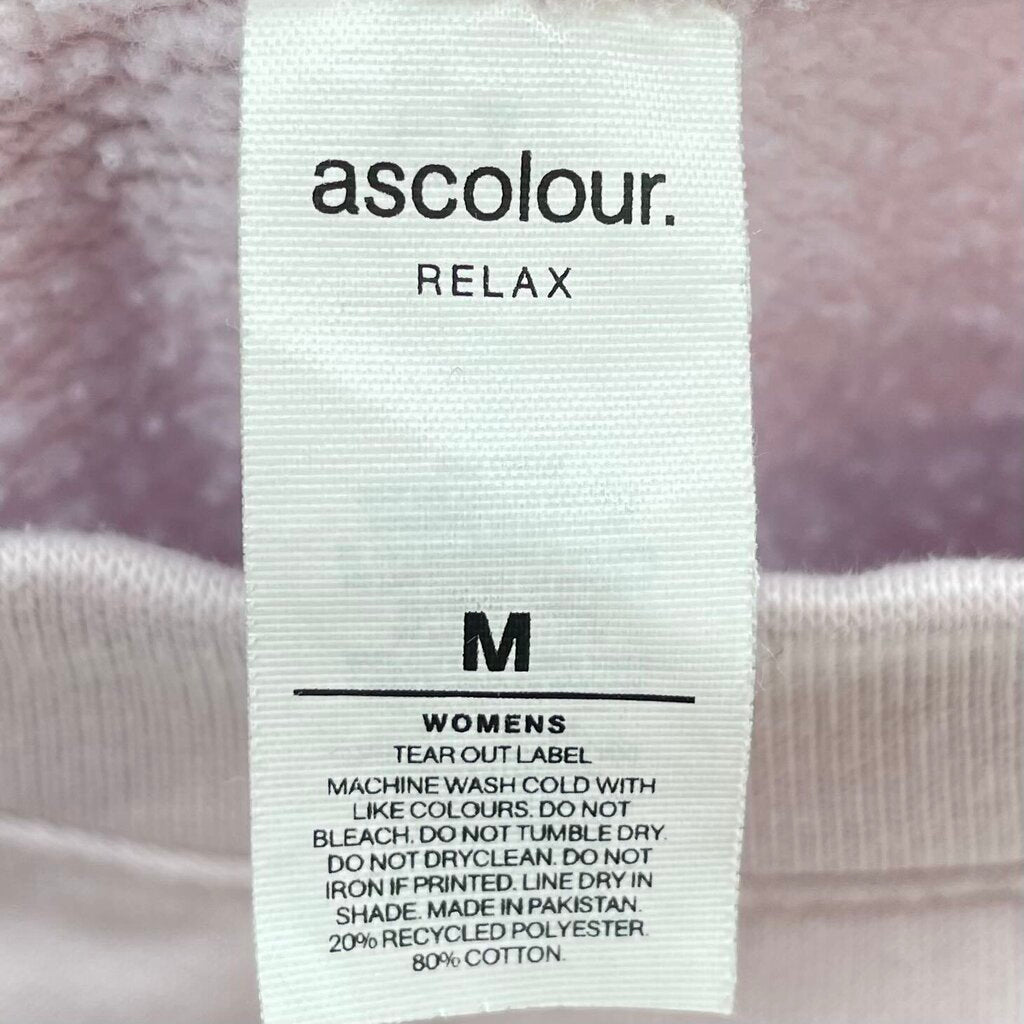 ascolour.
RELAX
M
WOMENS
TEAR OUT LABEL
MACHINE WASH COLD WITH
LIKE COLOURS. DO NOT
BLEACH. DO NOT TUMBLE DRY.
DO NOT DRYCLEAN. DO NOT
IRON IF PRINTED. LINE DRY IN
SHADE. MADE IN PAKISTAN.
20% RECYCLED POLYESTER.
80% COTTON.